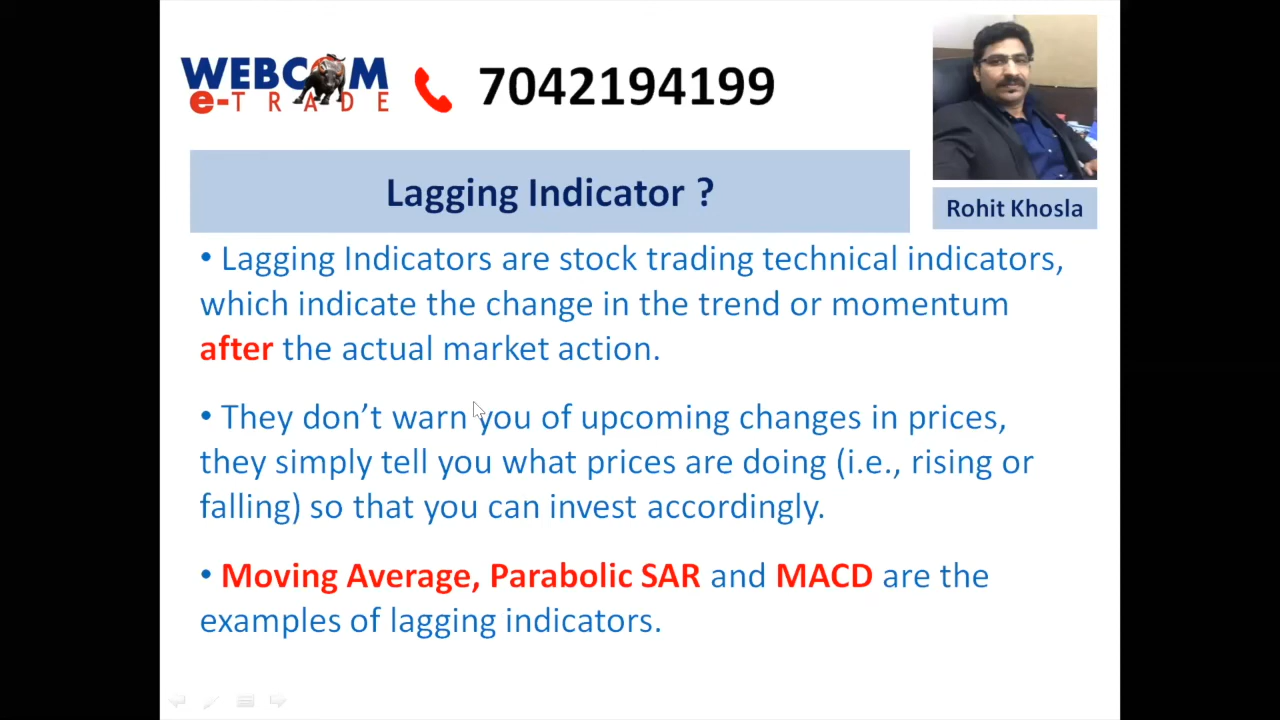 WEBCOM
e-TRADE
7042194199
Rohit Khosla
Lagging Indicator ?
• Lagging Indicators are stock trading technical indicators,
which indicate the change in the trend or momentum
after the actual market action.
• They don’t warn you of upcoming changes in prices,
they simply tell you what prices are doing (i.e., rising or
falling) so that you can invest accordingly.
• Moving Average, Parabolic SAR and MACD are the
examples of lagging indicators.